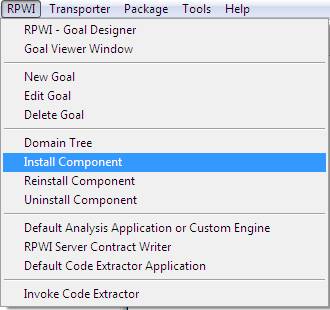 RPWI Transporter Package Tools Help
RPWI - Goal Designer
Goal Viewer Window
New Goal
Edit Goal
Delete Goal
Domain Tree
Install Component
Reinstall Component
Uninstall Component
Default Analysis Application or Custom Engine
RPWI Server Contract Writer
Default Code Extractor Application
Invoke Code Extractor